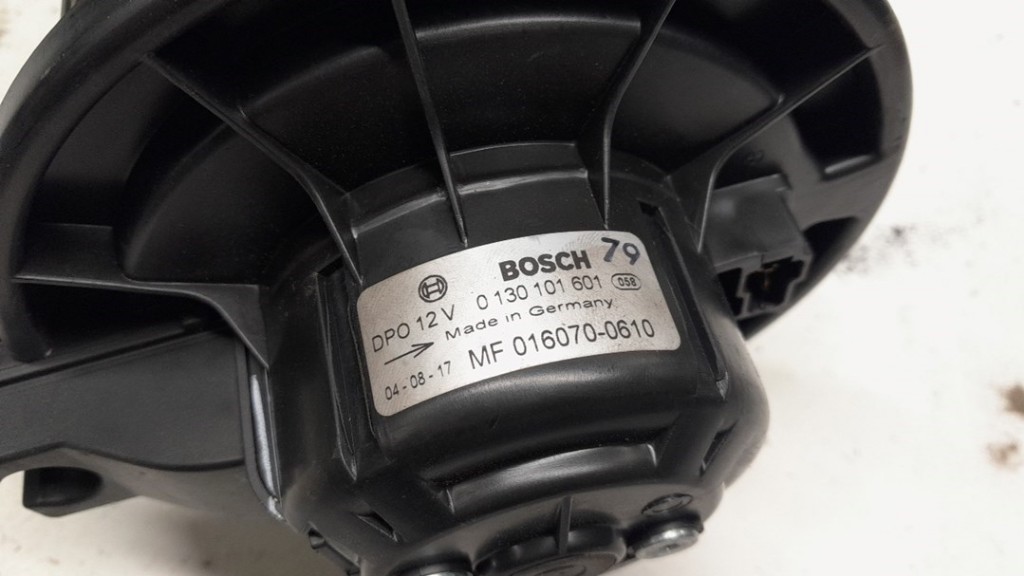 BOSCH 79
DPO 12 V 0 130 101 601 058
Made in Germany
04-08-17 MF 016070-0610